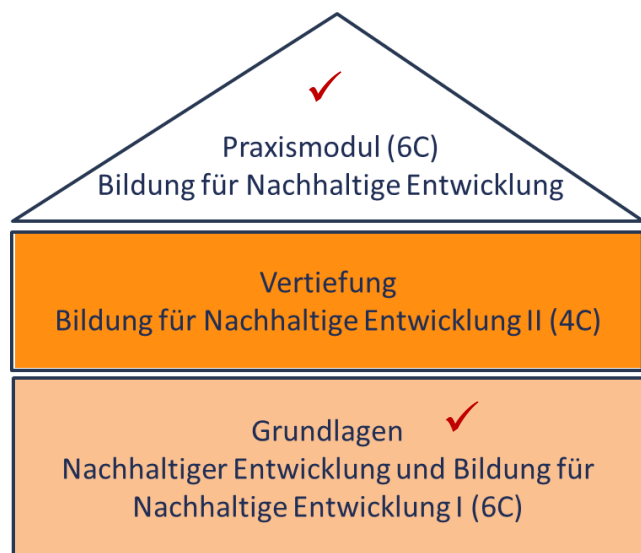 Praxismodul (6C)
Bildung für Nachhaltige Entwicklung
Vertiefung
Bildung für Nachhaltige Entwicklung II (4C)
Grundlagen
Nachhaltiger Entwicklung und Bildung für
Nachhaltige Entwicklung I (6C)